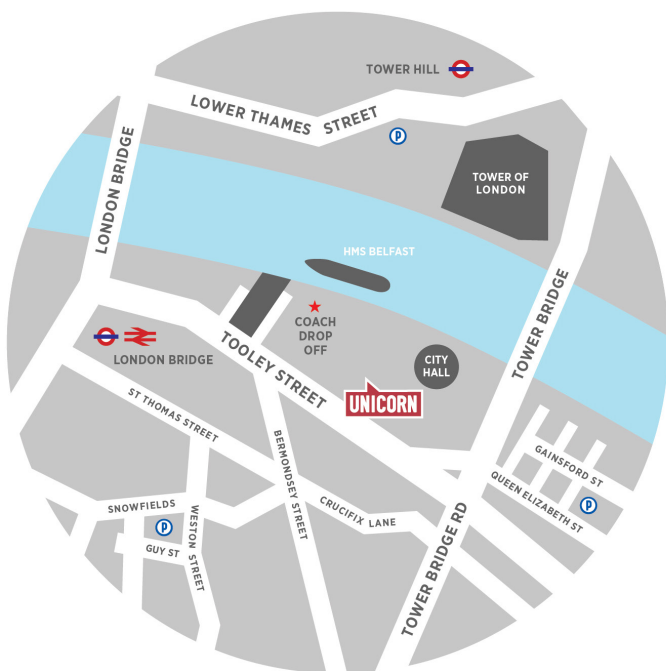 TOWER HILL
LOWER THAMES STREET
P
LONDON BRIDGE
TOWER OF
LONDON
HMS BELFAST
TOWER BRIDGE
COACH
DROP
OFF
LONDON BRIDGE
TOOLEY STREET
CITY
HALL
UNICORN
ST THOMAS STREET
BERMONDSEY STREET
GAINSFORD ST
QUEEN ELIZABETH ST
P
SNOWFIELDS
CRUCIFIX LANE
P
WESTON STREET
GUY ST
TOWER BRIDGE RD